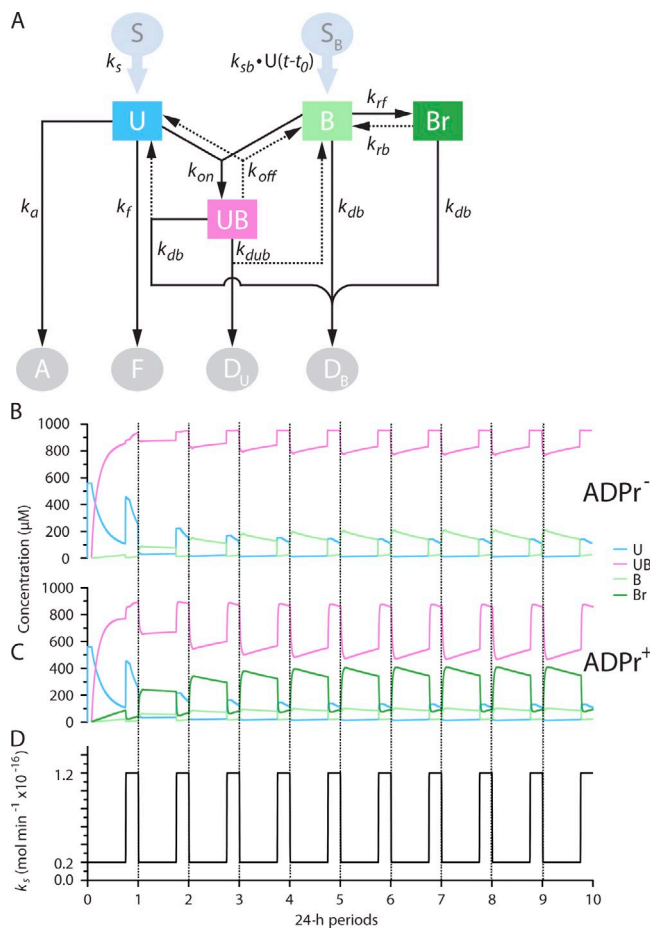 A
S
S_B
k_s
k_sb•U(t-t_0)
U
B
k_rf
Br
k_rb
k_on
k_off
UB
k_a
k_f
k_db
k_dub
k_db
k_db
A
F
D_U
D_B
B
1000
800
600
400
200
0
ADPr-
U
UB
B
Br
Concentration (µM)
1000
800
600
400
200
0
C
ADPr+
D
1.2
0.2
0.0
k_s (mol min-1 x10-16)
0 1 2 3 4 5 6 7 8 9 10
24-h periods